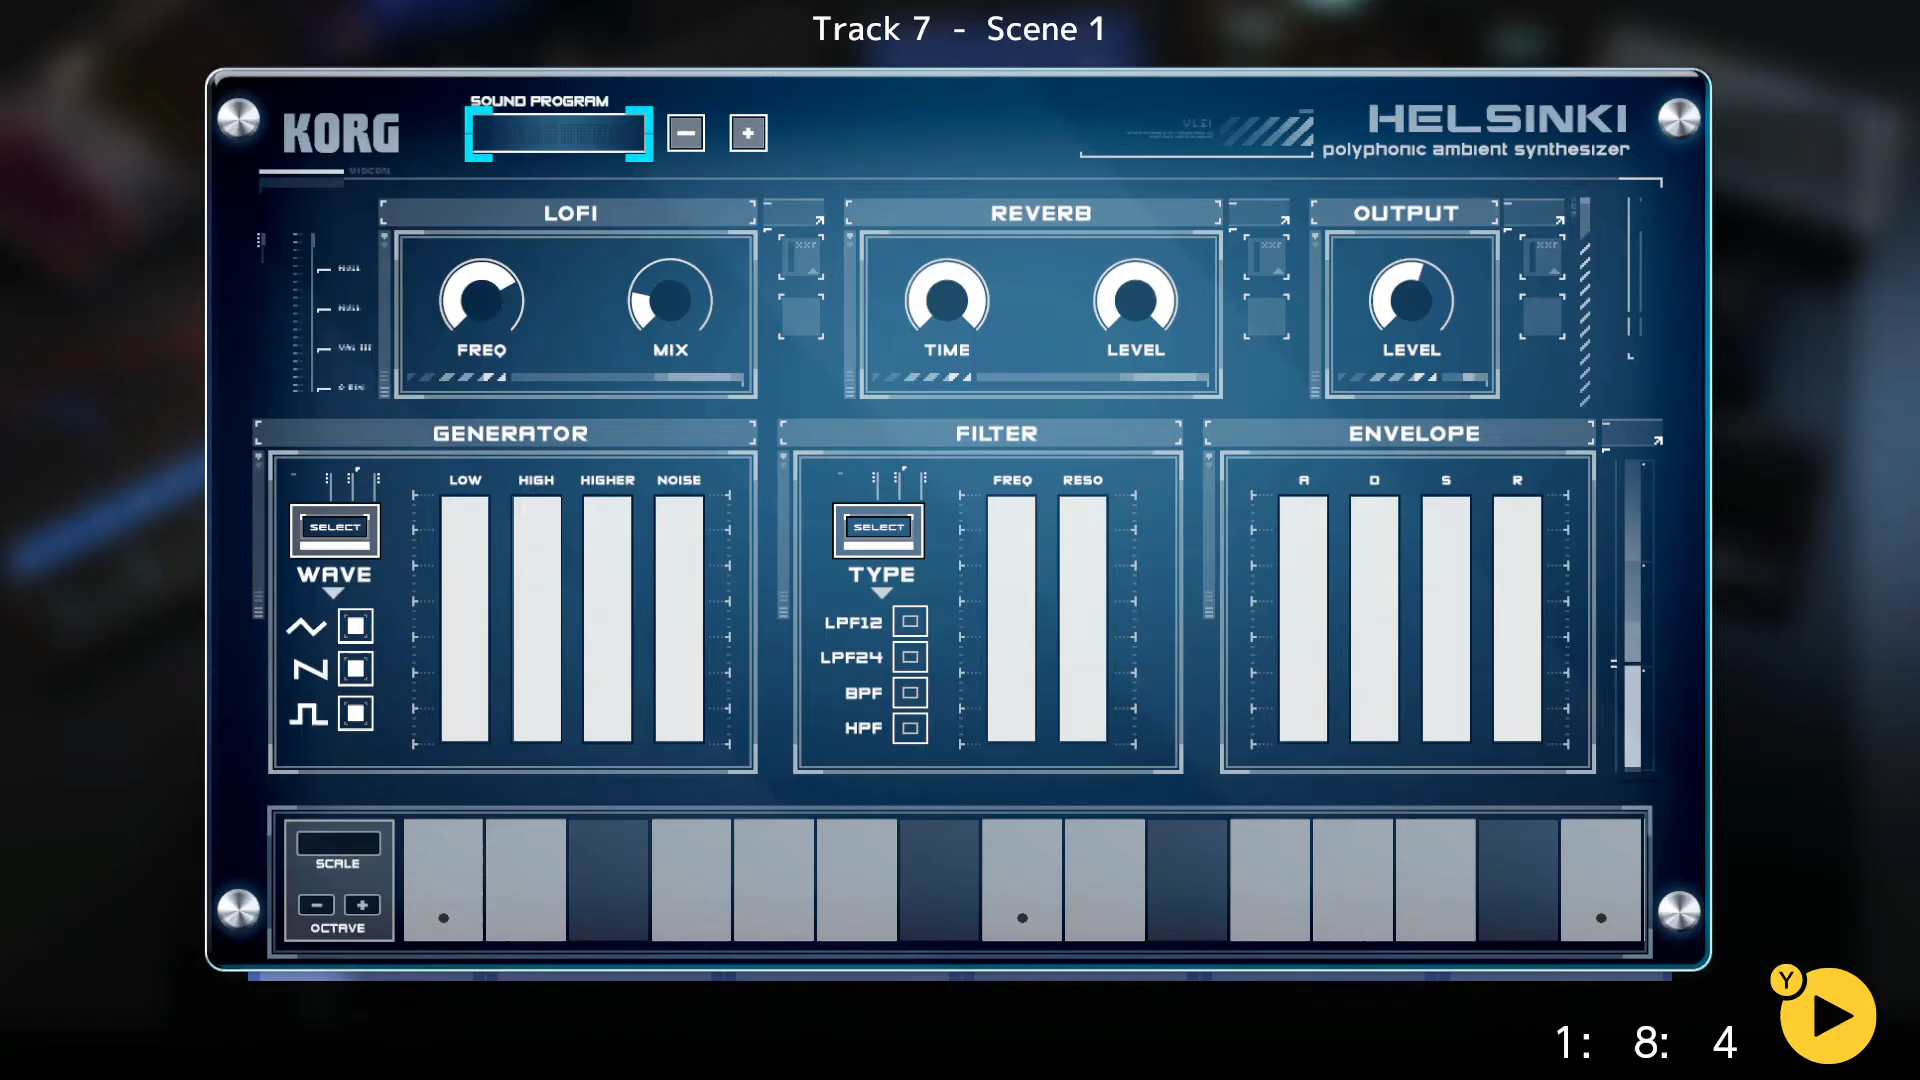 Track 7 - Scene 1
KORG
SOUND PROGRAM
- +
HELSINKI
polyphonic ambient synthesizer
LOFI
FREQ MIX
REVERB
TIME LEVEL
OUTPUT
LEVEL
GENERATOR
SELECT
WAVE
LOW HIGH HIGHER NOISE
FILTER
SELECT
TYPE
LPF12
LPF24
BPF
HPF
FREQ RESO
ENVELOPE
A D S R
SCALE
- +
OCTAVE
Y
1: 8: 4